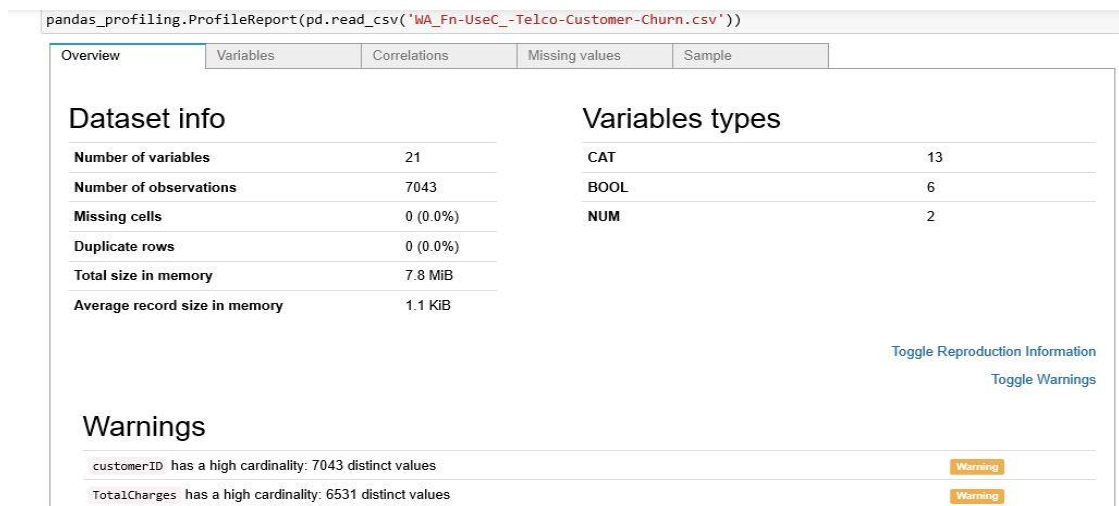 pandas_profiling.ProfileReport(pd.read_csv('WA_Fn-UseC_-Telco-Customer-Churn.csv'))
Overview Variables Correlations Missing values Sample
Dataset info
Number of variables 21
Number of observations 7043
Missing cells 0 (0.0%)
Duplicate rows 0 (0.0%)
Total size in memory 7.8 MiB
Average record size in memory 1.1 KiB
Variables types
CAT 13
BOOL 6
NUM 2
Toggle Reproduction Information
Toggle Warnings
Warnings
customerID has a high cardinality: 7043 distinct values Warning
TotalCharges has a high cardinality: 6531 distinct values Warning